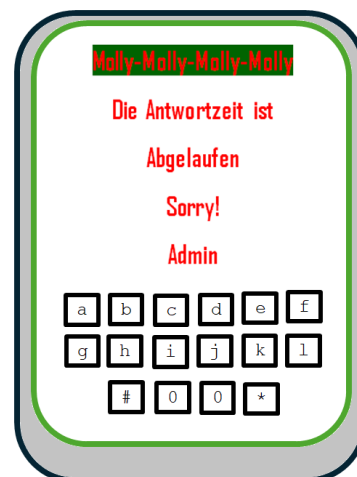 Molly-Molly-Molly-Molly
Die Antwortzeit ist
Abgelaufen
Sorry!
Admin
a b c d e f
g h i j k l
# 0 0 *